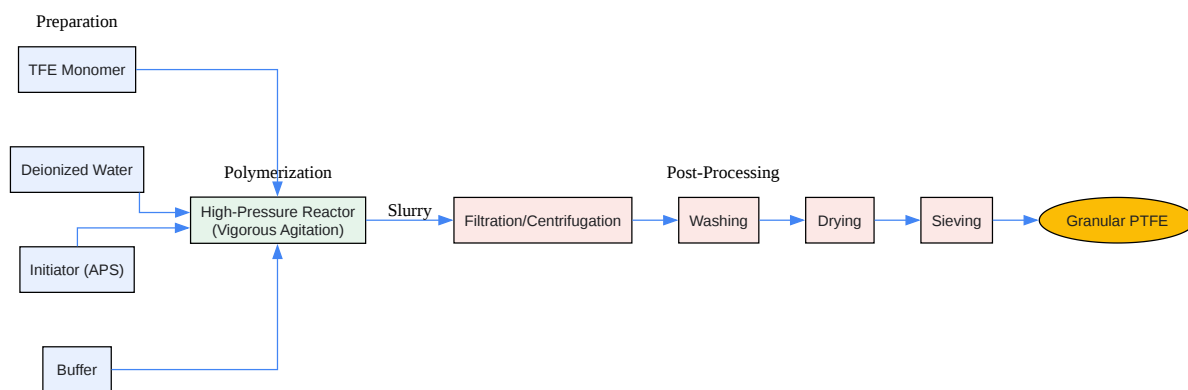 Preparation
TFE Monomer
Deionized Water
Initiator (APS)
Buffer
Polymerization
High-Pressure Reactor
(Vigorous Agitation)
Slurry
Post-Processing
Filtration/Centrifugation
Washing
Drying
Sieving
Granular PTFE